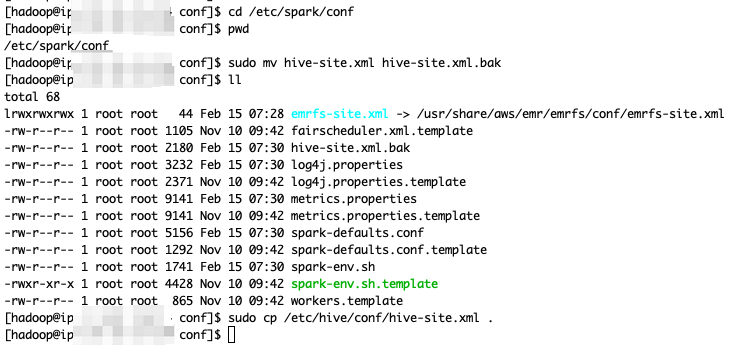 [hadoop@ip conf]$ cd /etc/spark/conf
[hadoop@ip conf]$ pwd
/etc/spark/conf
[hadoop@ip conf]$ sudo mv hive-site.xml hive-site.xml.bak
[hadoop@ip conf]$ ll
total 68
lrwxrwxrwx 1 root root   44 Feb 15 07:28 emrfs-site.xml -> /usr/share/aws/emr/emrfs/conf/emrfs-site.xml
-rw-r--r-- 1 root root 1105 Nov 10 09:42 fairscheduler.xml.template
-rw-r--r-- 1 root root 2180 Feb 15 07:30 hive-site.xml.bak
-rw-r--r-- 1 root root 3232 Feb 15 07:30 log4j.properties
-rw-r--r-- 1 root root 2371 Nov 10 09:42 log4j.properties.template
-rw-r--r-- 1 root root 9141 Feb 15 07:30 metrics.properties
-rw-r--r-- 1 root root 9141 Nov 10 09:42 metrics.properties.template
-rw-r--r-- 1 root root 5156 Feb 15 07:30 spark-defaults.conf
-rw-r--r-- 1 root root 1292 Nov 10 09:42 spark-defaults.conf.template
-rw-r--r-- 1 root root 1741 Feb 15 07:30 spark-env.sh
-rwxr-xr-x 1 root root 4428 Nov 10 09:42 spark-env.sh.template
-rw-r--r-- 1 root root  865 Nov 10 09:42 workers.template
[hadoop@ip conf]$ sudo cp /etc/hive/conf/hive-site.xml .
[hadoop@ip conf]$